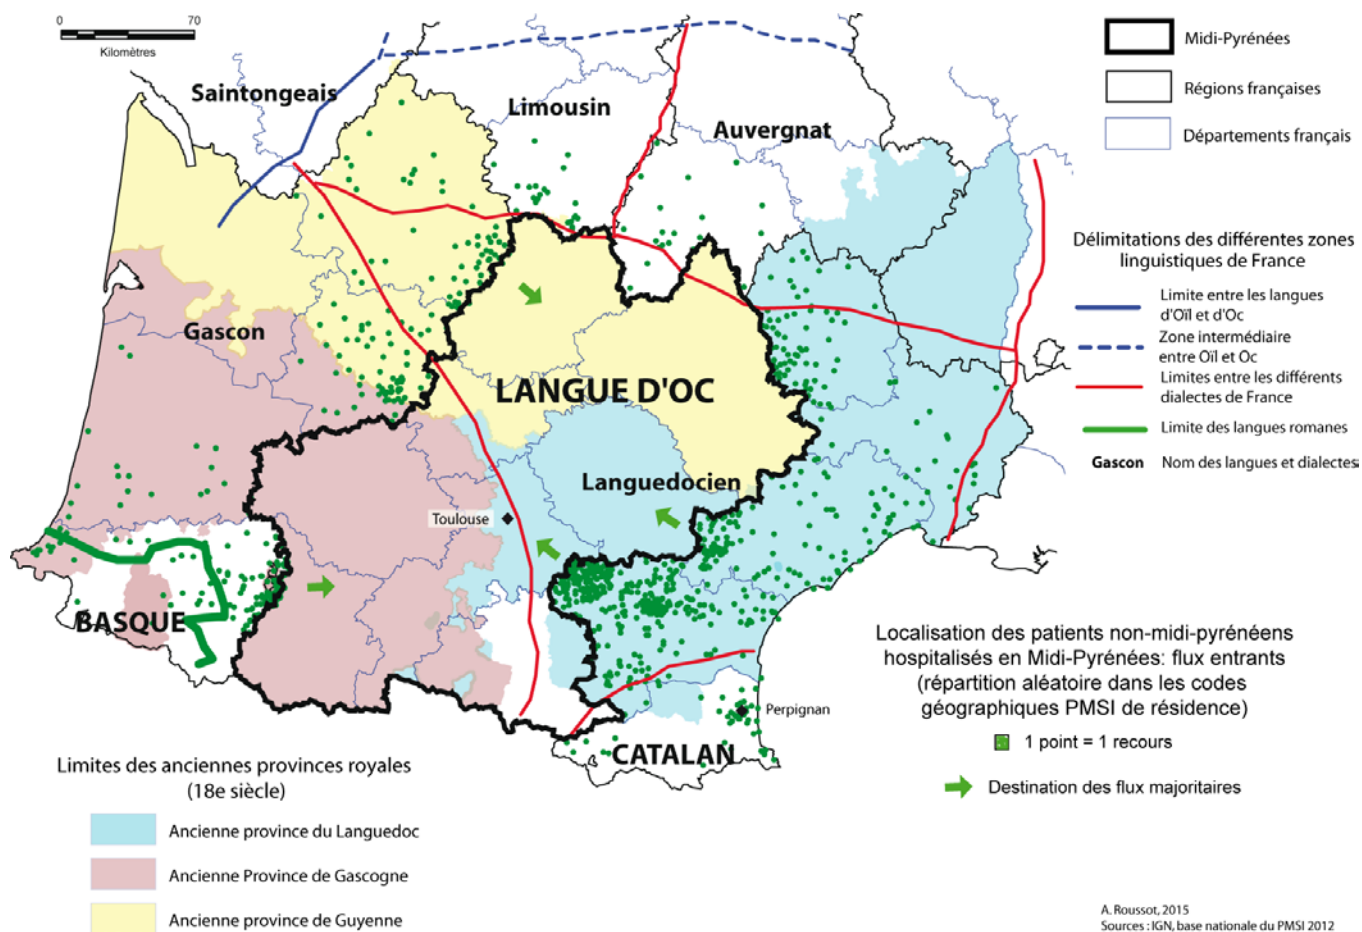 0
70
Kilomètres
Saintongeais
Limousin
Auvergnat
Gascon
LANGUE D'OC
Languedocien
Toulouse
BASQUE
Perpignan
CATALAN
Midi-Pyrénées
Régions françaises
Départements français
Délimitations des différentes zones
linguistiques de France
Limite entre les langues
d'Oïl et d'Oc
Zone intermédiaire
entre Oïl et Oc
Limites entre les différents
dialectes de France
Limite des langues romanes
Gascon Nom des langues et dialectes
Localisation des patients non-midi-pyrénéens
hospitalisés en Midi-Pyrénées: flux entrants
(répartition aléatoire dans les codes
géographiques PMSI de résidence)
1 point = 1 recours
Destination des flux majoritaires
Limites des anciennes provinces royales
(18e siècle)
Ancienne province du Languedoc
Ancienne Province de Gascogne
Ancienne province de Guyenne
A. Roussot, 2015
Sources : IGN, base nationale du PMSI 2012